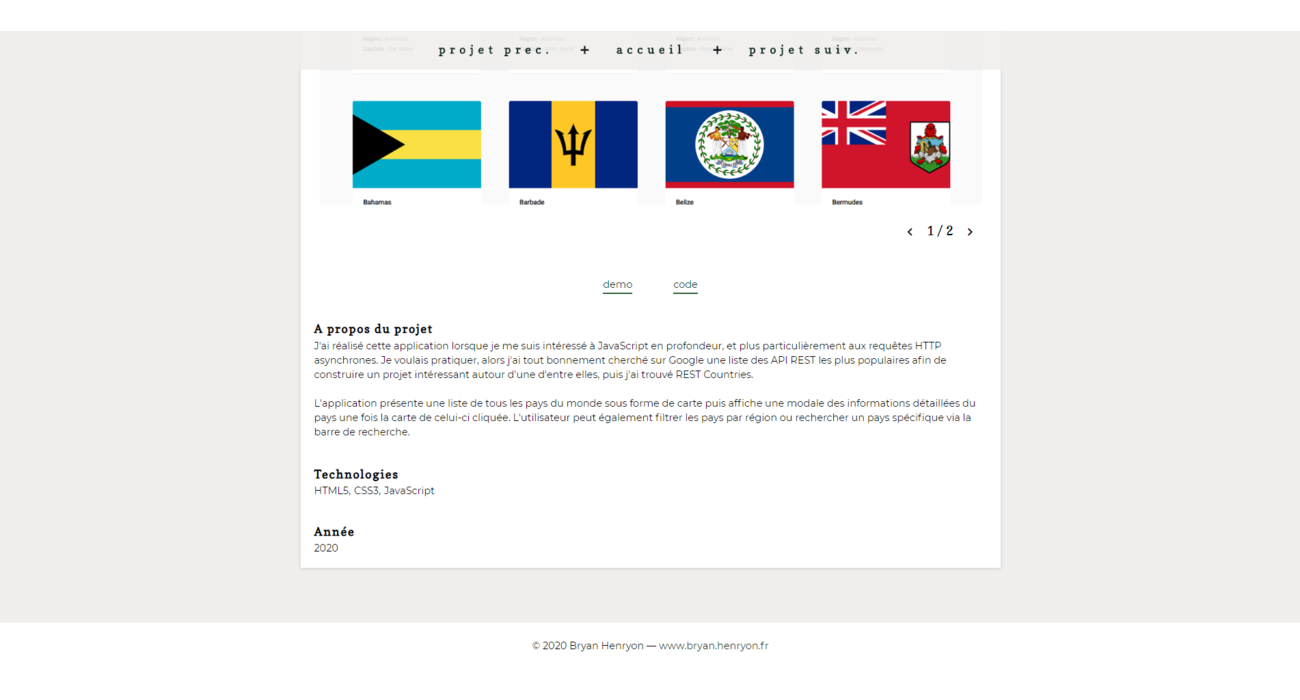 projet prec. + accueil + projet suiv.
Bahamas Barbade Belize Bermudes
1 / 2
demo code
A propos du projet
J'ai réalisé cette application lorsque je me suis intéressé à JavaScript en profondeur, et plus particulièrement aux requêtes HTTP
asynchrones. Je voulais pratiquer, alors j'ai tout bonnement cherché sur Google une liste des API REST les plus populaires afin de
construire un projet intéressant autour d'une d'entre elles, puis j'ai trouvé REST Countries.
L'application présente une liste de tous les pays du monde sous forme de carte puis affiche une modale des informations détaillées du
pays une fois la carte de celui-ci cliquée. L'utilisateur peut également filtrer les pays par région ou rechercher un pays spécifique via la
barre de recherche.
Technologies
HTML5, CSS3, JavaScript
Année
2020
© 2020 Bryan Henryon — www.bryan.henryon.fr